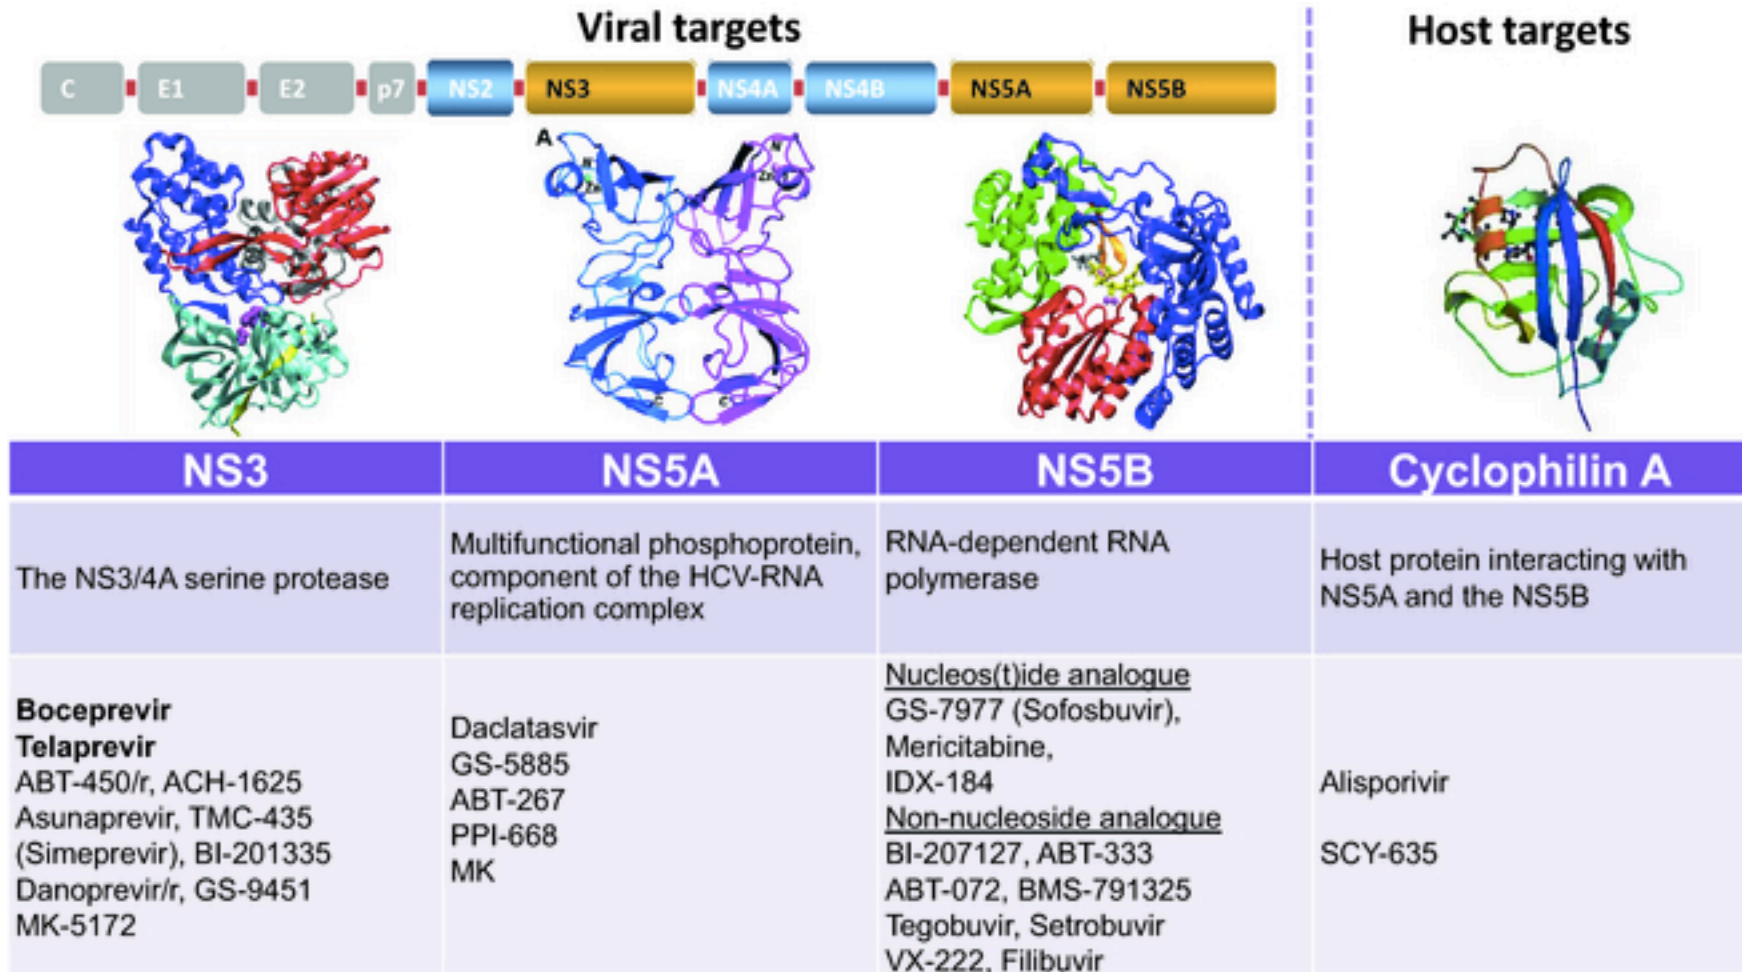 Viral targets
Host targets
C E1 E2 p7 NS2 NS3 NS4A NS4B NS5A NS5B
A
N
Zn
N
Zn
C
C
NS3
NS5A
NS5B
Cyclophilin A
The NS3/4A serine protease
Multifunctional phosphoprotein,
component of the HCV-RNA
replication complex
RNA-dependent RNA
polymerase
Host protein interacting with
NS5A and the NS5B
Boceprevir
Telaprevir
ABT-450/r, ACH-1625
Asunaprevir, TMC-435
(Simeprevir), BI-201335
Danoprevir/r, GS-9451
MK-5172
Daclatasvir
GS-5885
ABT-267
PPI-668
MK
Nucleos(t)ide analogue
GS-7977 (Sofosbuvir),
Mericitabine,
IDX-184
Non-nucleoside analogue
BI-207127, ABT-333
ABT-072, BMS-791325
Tegobuvir, Setrobuvir
VX-222, Filibuvir
Alisporivir
SCY-635